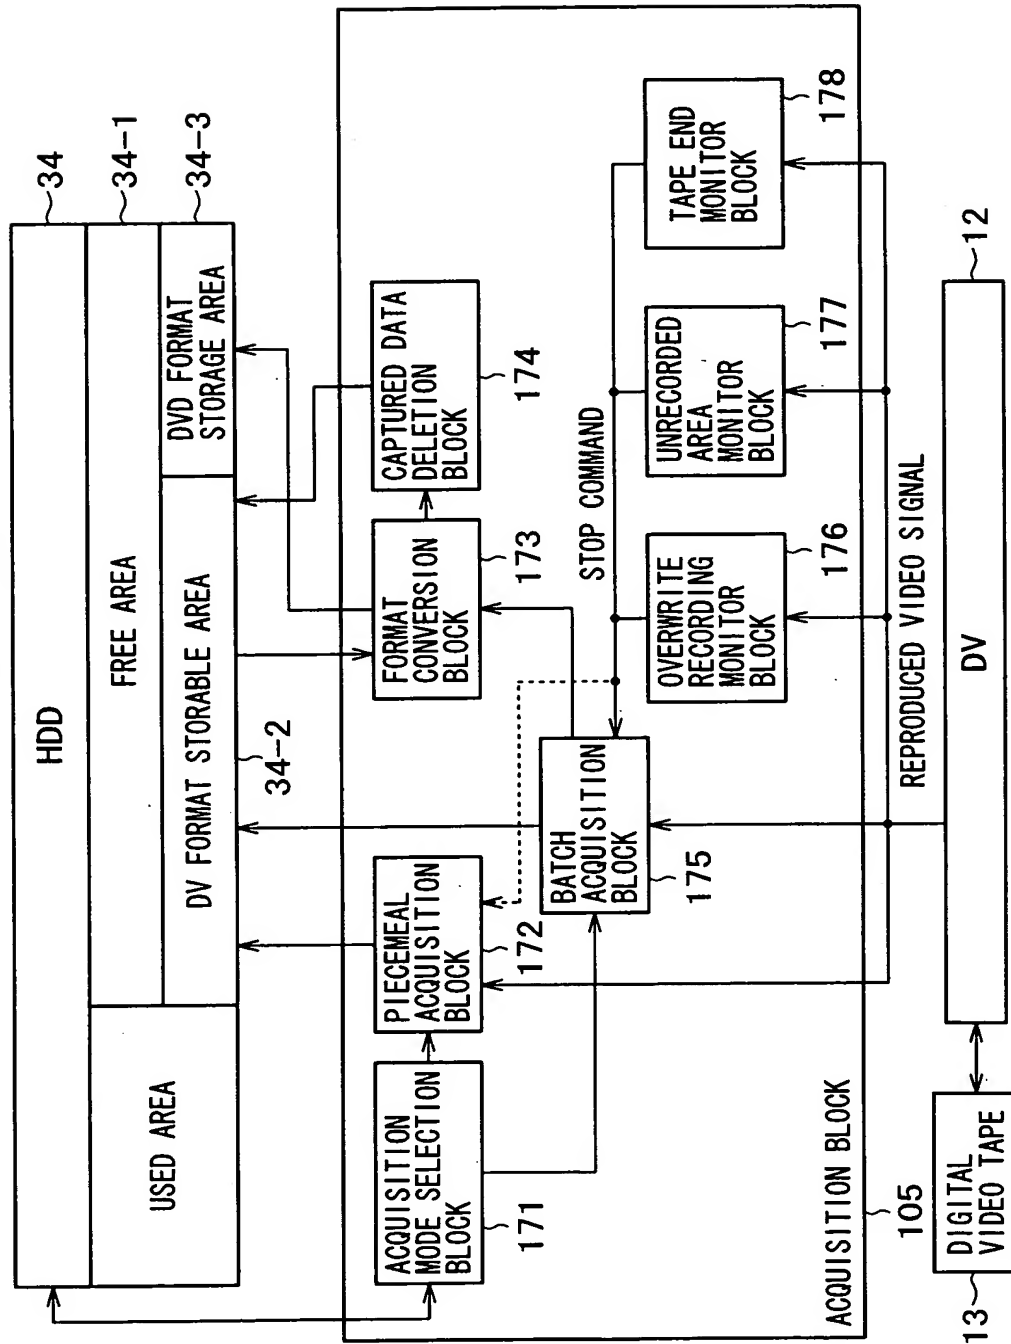 HDD
34
FREE AREA
34-1
USED AREA
DV FORMAT STORABLE AREA
34-2
DVD FORMAT
STORAGE AREA
34-3
ACQUISITION
MODE SELECTION
BLOCK
171
PIECEMEAL
ACQUISITION
BLOCK
172
FORMAT
CONVERSION
BLOCK
173
CAPTURED DATA
DELETION
BLOCK
174
BATCH
ACQUISITION
BLOCK
175
STOP COMMAND
OVERWRITE
RECORDING
MONITOR
BLOCK
176
UNRECORDED
AREA
MONITOR
BLOCK
177
TAPE END
MONITOR
BLOCK
178
ACQUISITION BLOCK
105
REPRODUCED VIDEO SIGNAL
DIGITAL
VIDEO TAPE
13
DV
12